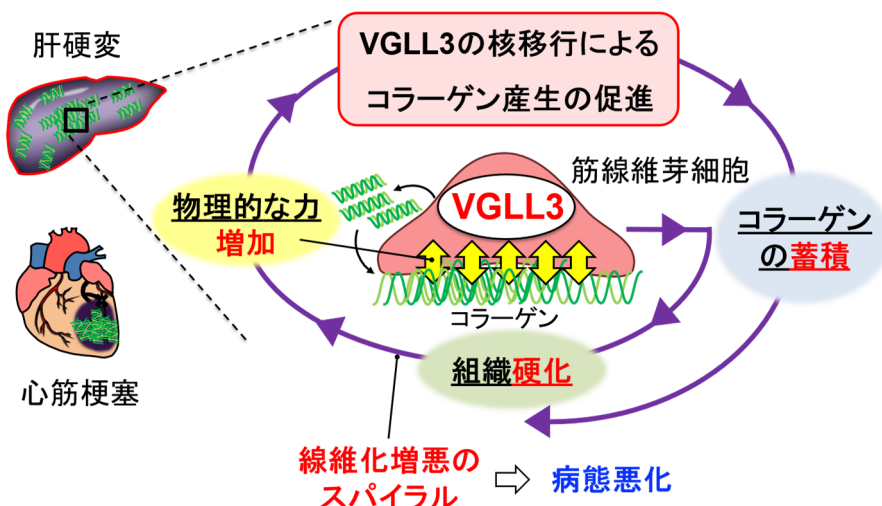 肝硬変
心筋梗塞
VGLL3の核移行による
コラーゲン産生の促進
筋線維芽細胞
VGLL3
物理的な力
増加
コラーゲン
の蓄積
コラーゲン
組織硬化
線維化増悪の
スパイラル
病態悪化